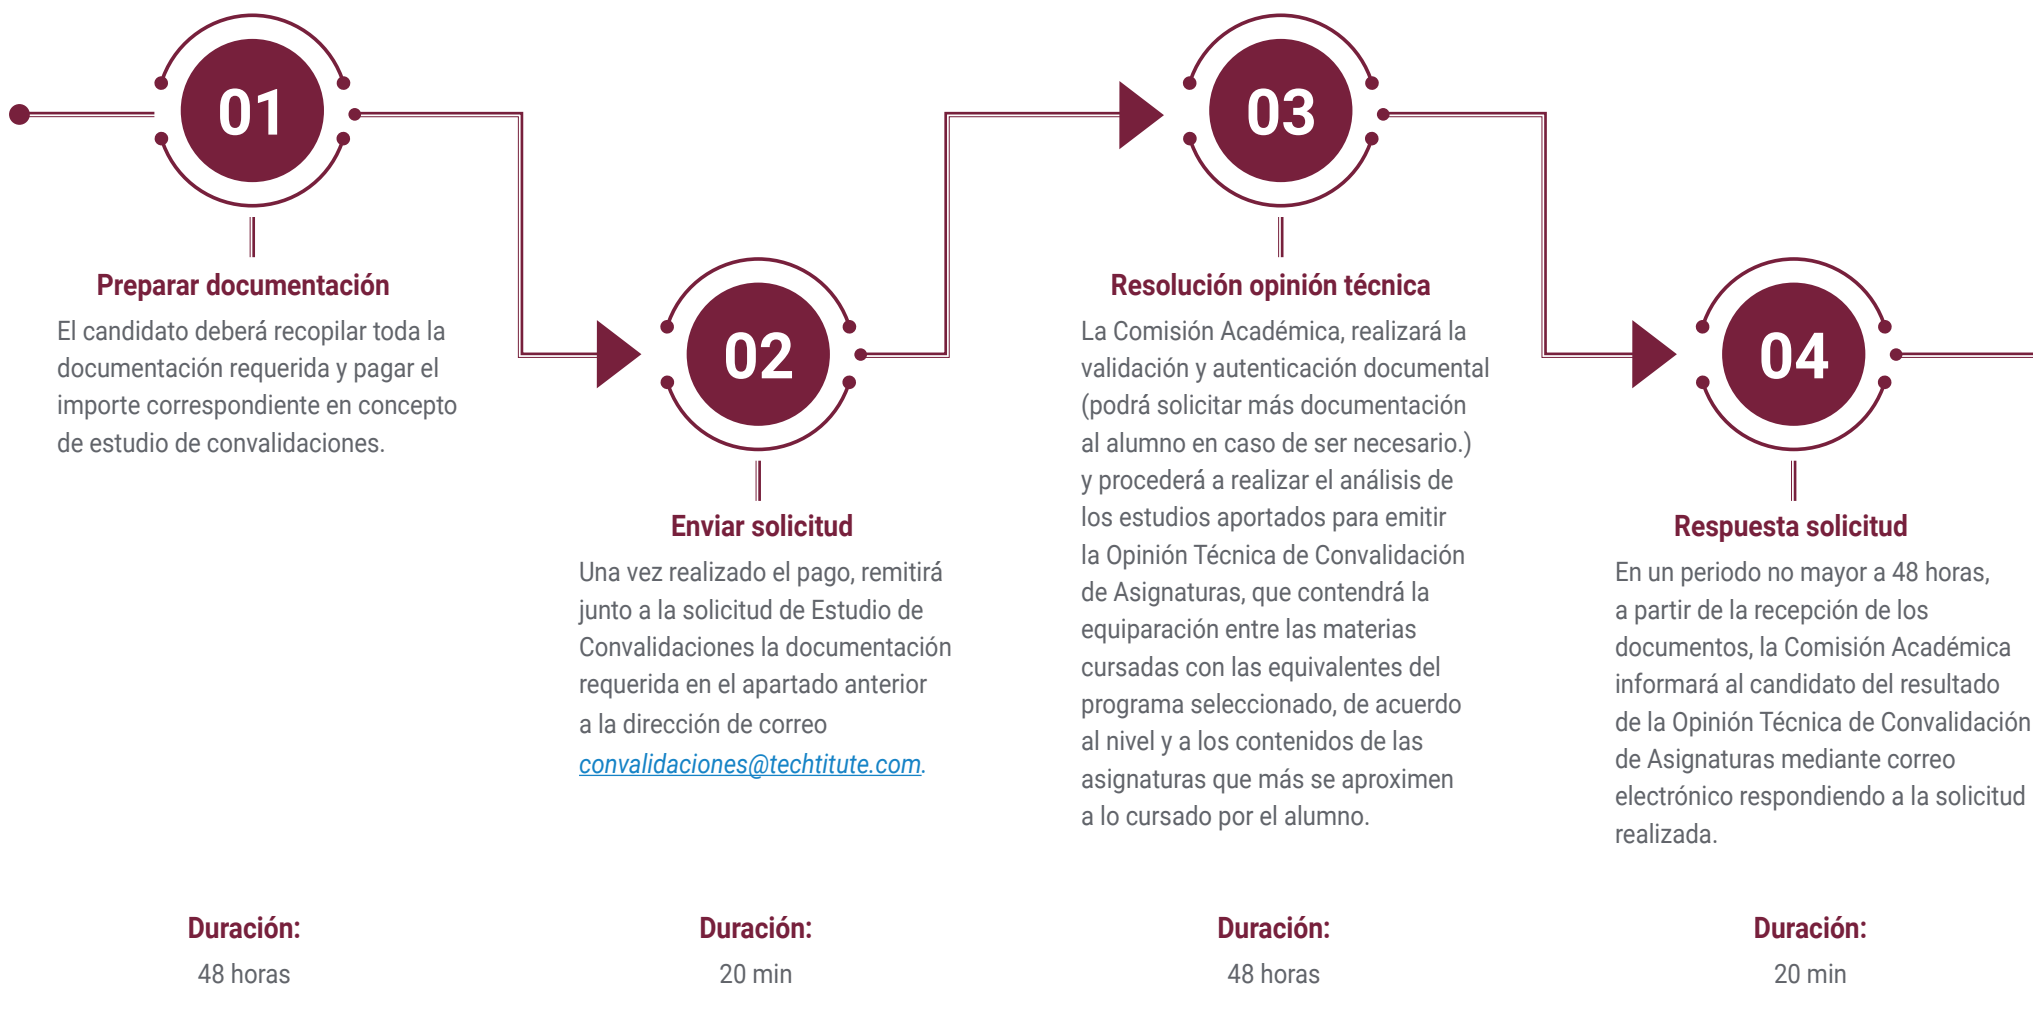 01
Preparar documentación
El candidato deberá recopilar toda la
documentación requerida y pagar el
importe correspondiente en concepto
de estudio de convalidaciones.
Duración:
48 horas
02
Enviar solicitud
Una vez realizado el pago, remitirá
junto a la solicitud de Estudio de
Convalidaciones la documentación
requerida en el apartado anterior
a la dirección de correo
convalidaciones@techtitute.com.
Duración:
20 min
03
Resolución opinión técnica
La Comisión Académica, realizará la
validación y autenticación documental
(podrá solicitar más documentación
al alumno en caso de ser necesario.)
y procederá a realizar el análisis de
los estudios aportados para emitir
la Opinión Técnica de Convalidación
de Asignaturas, que contendrá la
equiparación entre las materias
cursadas con las equivalentes del
programa seleccionado, de acuerdo
al nivel y a los contenidos de las
asignaturas que más se aproximen
a lo cursado por el alumno.
Duración:
48 horas
04
Respuesta solicitud
En un periodo no mayor a 48 horas,
a partir de la recepción de los
documentos, la Comisión Académica
informará al candidato del resultado
de la Opinión Técnica de Convalidación
de Asignaturas mediante correo
electrónico respondiendo a la solicitud
realizada.
Duración:
20 min